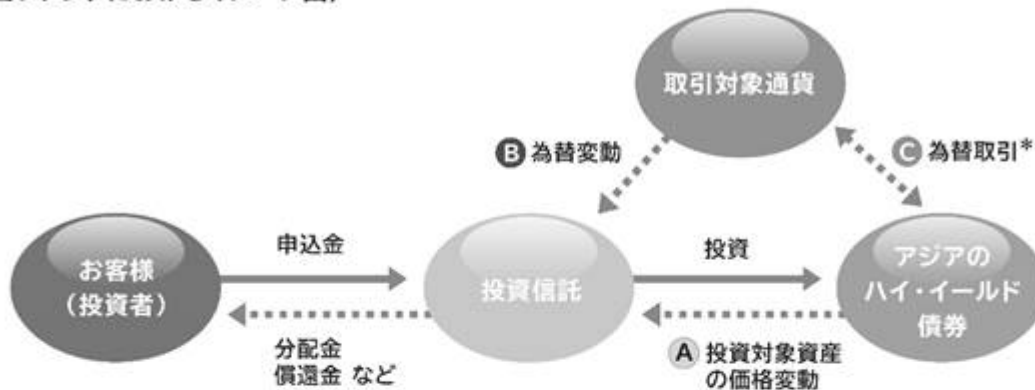 取引対象通貨
B 為替変動
C 為替取引*
お客様
(投資者)
申込金
投資信託
投資
アジアの
ハイ・イールド
債券
分配金
償還金 など
A 投資対象資産
の価格変動